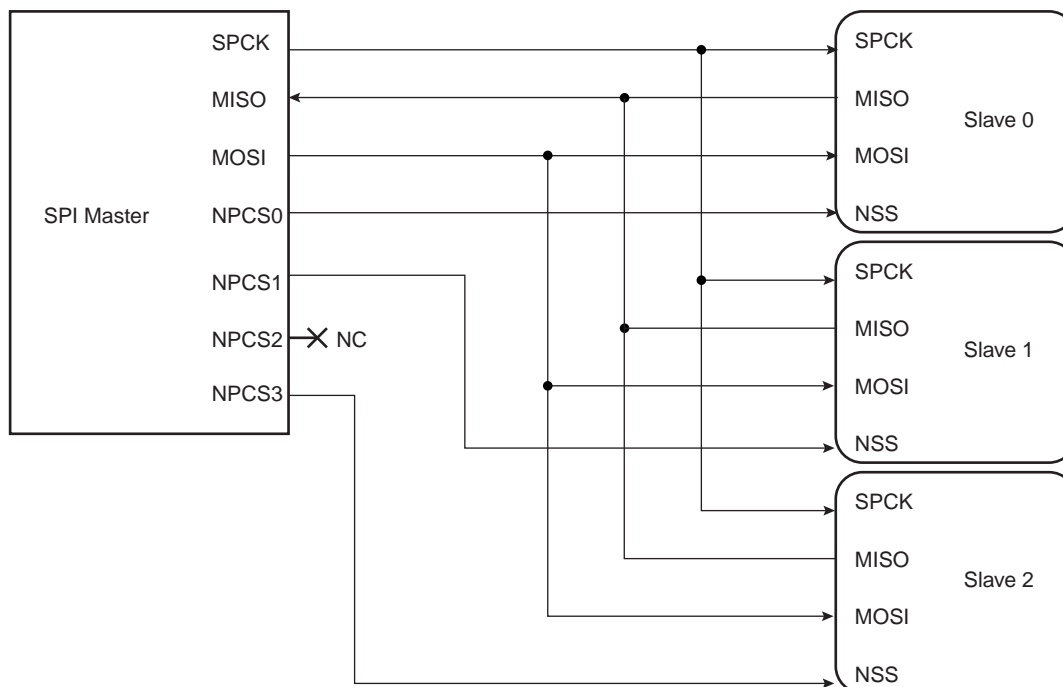 SPI Master
SPCK
MISO
MOSI
NPCS0
NPCS1
NPCS2
NC
NPCS3
SPCK
MISO
Slave 0
MOSI
NSS
SPCK
MISO
Slave 1
MOSI
NSS
SPCK
MISO
Slave 2
MOSI
NSS